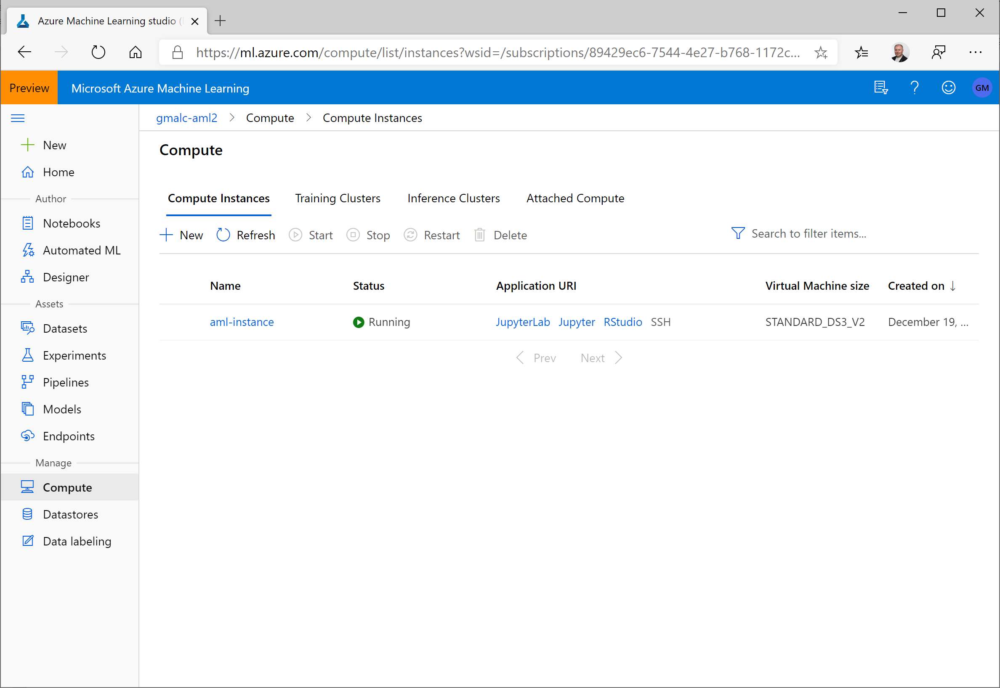 Azure Machine Learning studio (
https://ml.azure.com/compute/list/instances?wsid=/subscriptions/89429ec6-7544-4e27-b768-1172c...
Preview Microsoft Azure Machine Learning GM
gmalc-aml2 > Compute > Compute Instances
New
Home
Author
Notebooks
Automated ML
Designer
Assets
Datasets
Experiments
Pipelines
Models
Endpoints
Manage
Compute
Datastores
Data labeling
Compute
Compute Instances Training Clusters Inference Clusters Attached Compute
New Refresh Start Stop Restart Delete Search to filter items...
Name Status Application URI Virtual Machine size Created on ↓
aml-instance Running JupyterLab Jupyter RStudio SSH STANDARD_DS3_V2 December 19, ...
Prev Next